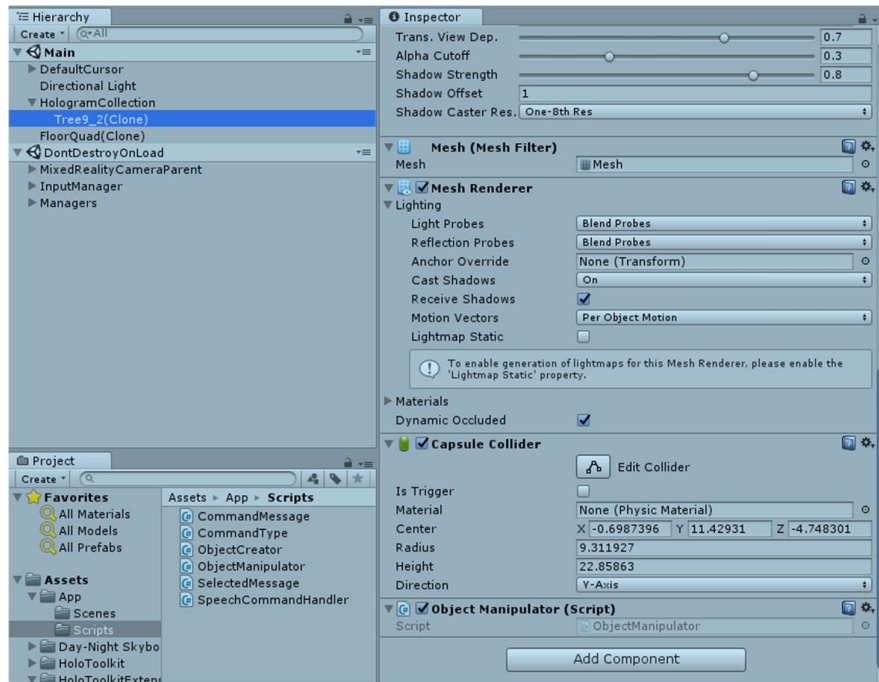 Hierarchy
Create
All
Main
DefaultCursor
Directional Light
HologramCollection
Tree9_2(Clone)
FloorQuad(Clone)
DontDestroyOnLoad
MixedRealityCameraParent
InputManager
Managers
Project
Create
Favorites
All Materials
All Models
All Prefabs
Assets
App
Scenes
Scripts
Day-Night Skybo
HoloToolkit
HoloToolkitExten
Assets App Scripts
CommandMessage
CommandType
ObjectCreator
ObjectManipulator
SelectedMessage
SpeechCommandHandler
Inspector
Trans. View Dep. 0.7
Alpha Cutoff 0.3
Shadow Strength 0.8
Shadow Offset 1
Shadow Caster Res. One-8th Res
Mesh (Mesh Filter)
Mesh Mesh
Mesh Renderer
Lighting
Light Probes Blend Probes
Reflection Probes Blend Probes
Anchor Override None (Transform)
Cast Shadows On
Receive Shadows
Motion Vectors Per Object Motion
Lightmap Static
To enable generation of lightmaps for this Mesh Renderer, please enable the
'Lightmap Static' property.
Materials
Dynamic Occluded
Capsule Collider
Edit Collider
Is Trigger
Material None (Physic Material)
Center X -0.6987396 Y 11.42931 Z -4.748301
Radius 9.311927
Height 22.85863
Direction Y-Axis
Object Manipulator (Script)
Script ObjectManipulator
Add Component